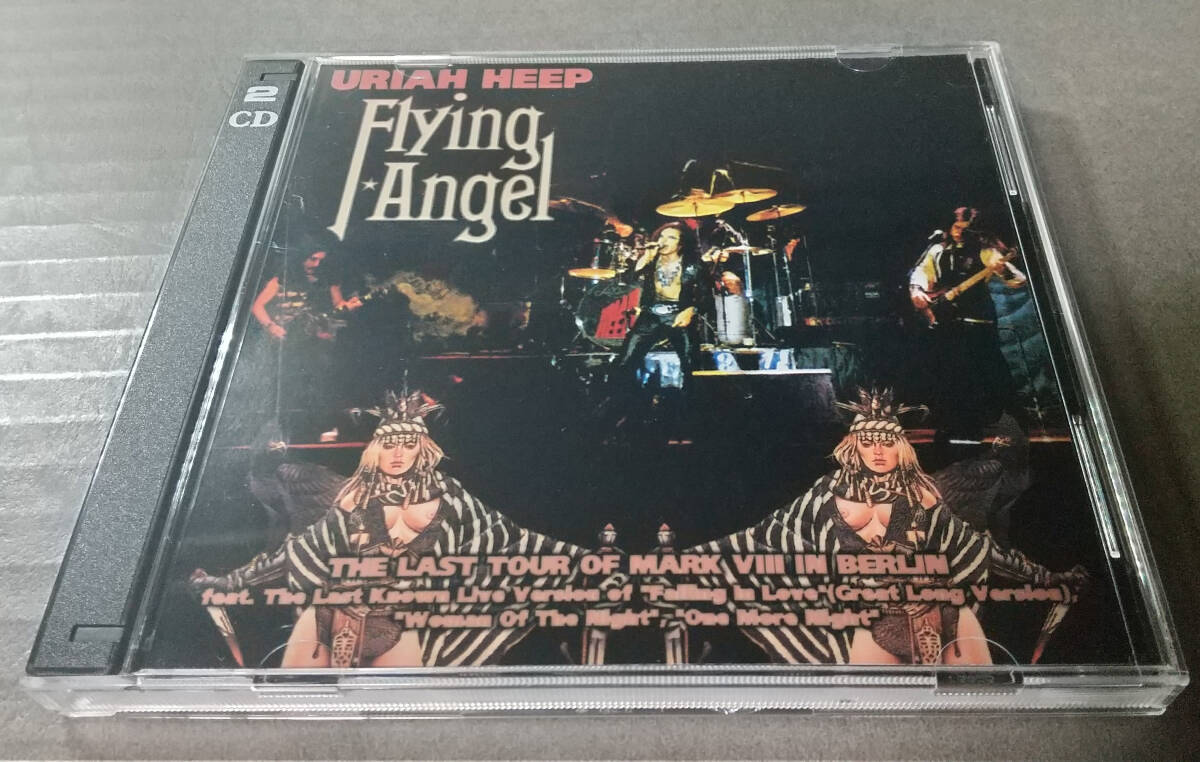 2
CD
URIAH HEEP
Flying
Angel
THE LAST TOUR OF MARK VIII IN BERLIN
feat. The Last Known Live Version of "Falling In Love"(Great Long Version),
"Woman Of The Night", "One More Night"